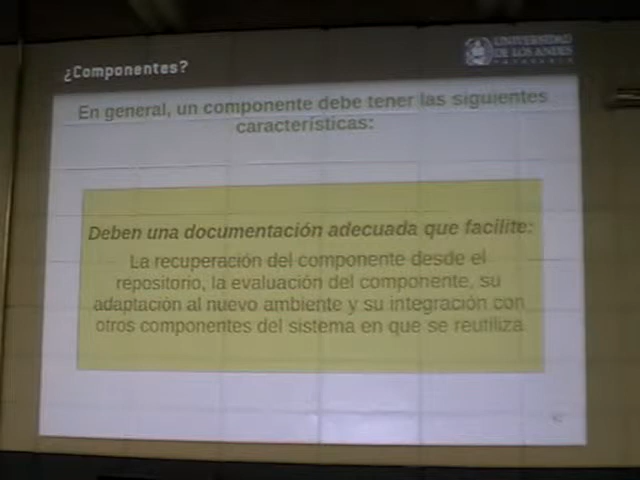 ¿Componentes?
UNIVERSIDAD
DE LOS ANDES
En general, un componente debe tener las siguientes
características:
Deben una documentación adecuada que facilite:
La recuperación del componente desde el
repositorio, la evaluación del componente, su
adaptación al nuevo ambiente y su integración con
otros componentes del sistema en que se reutiliza